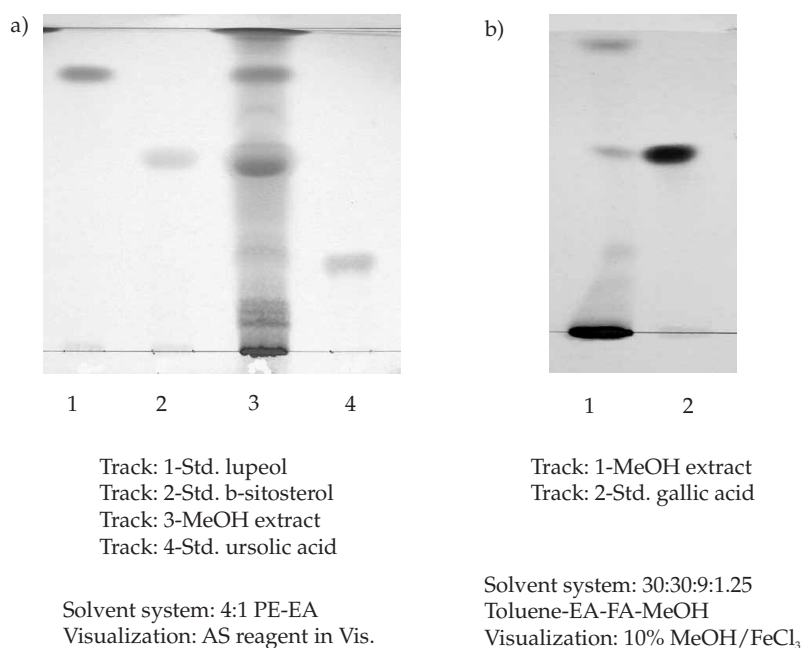 a)
b)
1 2 3 4
1 2
Track: 1-Std. lupeol
Track: 2-Std. b-sitosterol
Track: 3-MeOH extract
Track: 4-Std. ursolic acid
Track: 1-MeOH extract
Track: 2-Std. gallic acid
Solvent system: 4:1 PE-EA
Visualization: AS reagent in Vis.
Solvent system: 30:30:9:1.25
Toluene-EA-FA-MeOH
Visualization: 10% MeOH/FeCl₃